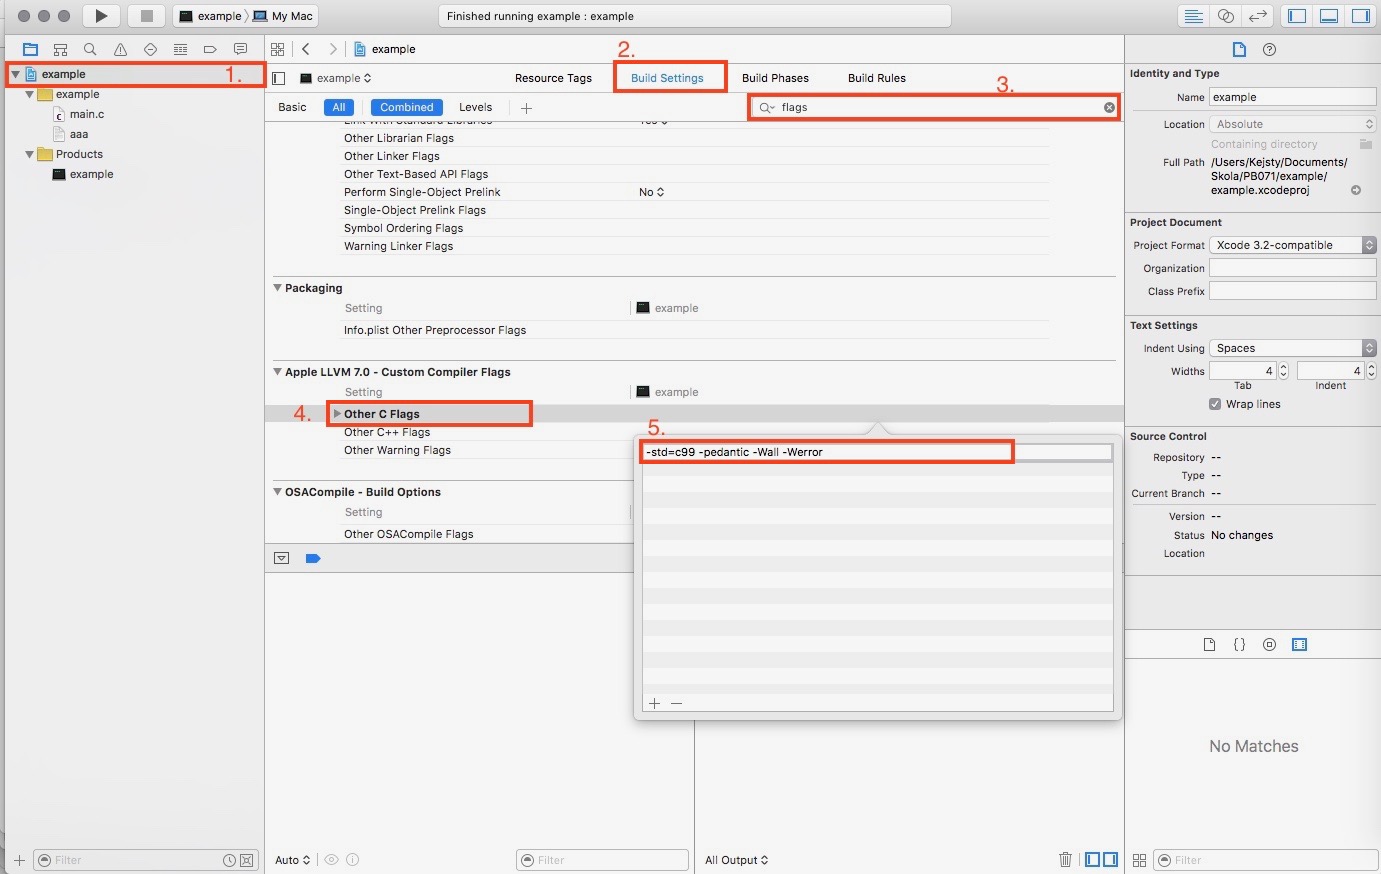 example
My Mac
Finished running example : example
example
1.
example
main.c
aaa
Products
example
example
2.
example
Resource Tags
Build Settings
Build Phases
Build Rules
3.
Basic
All
Combined
Levels
flags
Link With Standard Libraries
Yes
Other Librarian Flags
Other Linker Flags
Other Text-Based API Flags
Perform Single-Object Prelink
No
Single-Object Prelink Flags
Symbol Ordering Flags
Warning Linker Flags
Packaging
Setting
example
Info.plist Other Preprocessor Flags
Apple LLVM 7.0 - Custom Compiler Flags
Setting
example
4.
Other C Flags
Other C++ Flags
Other Warning Flags
5.
-std=c99 -pedantic -Wall -Werror
OSACompile - Build Options
Setting
Other OSACompile Flags
Identity and Type
Name
example
Location
Absolute
Containing directory
Full Path
/Users/Kejsty/Documents/
Skola/PB071/example/
example.xcodeproj
Project Document
Project Format
Xcode 3.2-compatible
Organization
Class Prefix
Text Settings
Indent Using
Spaces
Widths
4
4
Tab
Indent
Wrap lines
Source Control
Repository --
Type --
Current Branch --
Version --
Status No changes
Location
No Matches
Filter
Auto
Filter
All Output
Filter